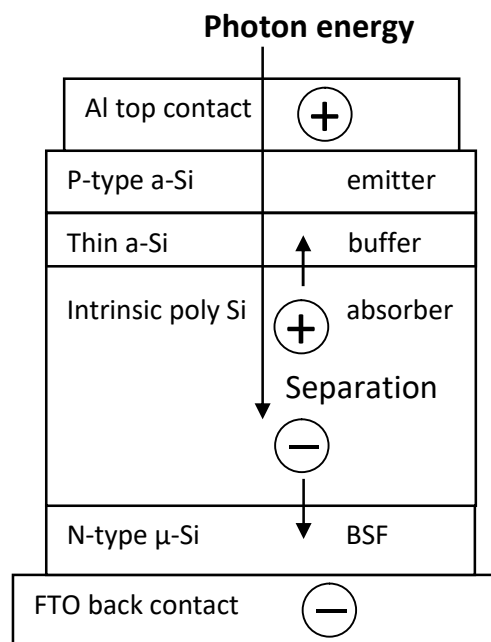 Photon energy
Al top contact +
P-type a-Si emitter
Thin a-Si buffer
Intrinsic poly Si + absorber
Separation
−
N-type μ-Si BSF
FTO back contact −